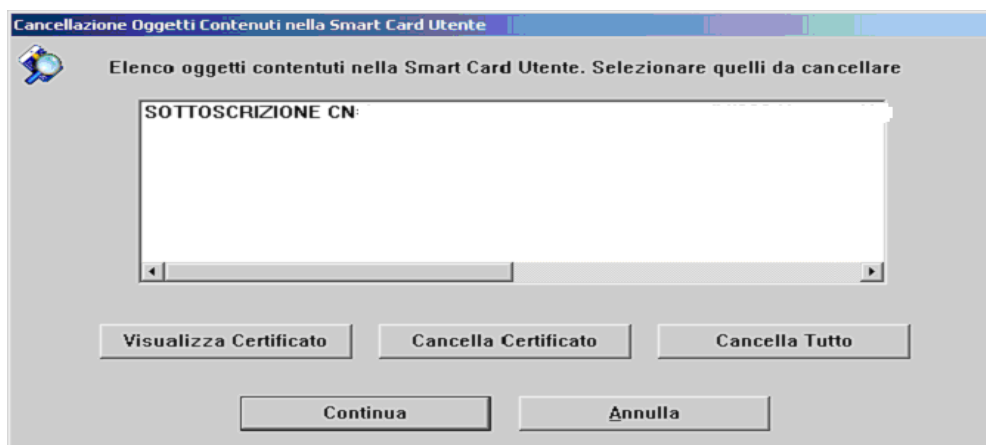 Cancellazione Oggetti Contenuti nella Smart Card Utente
Elenco oggetti contentuti nella Smart Card Utente. Selezionare quelli da cancellare
SOTTOSCRIZIONE CN:
Visualizza Certificato Cancella Certificato Cancella Tutto
Continua Annulla